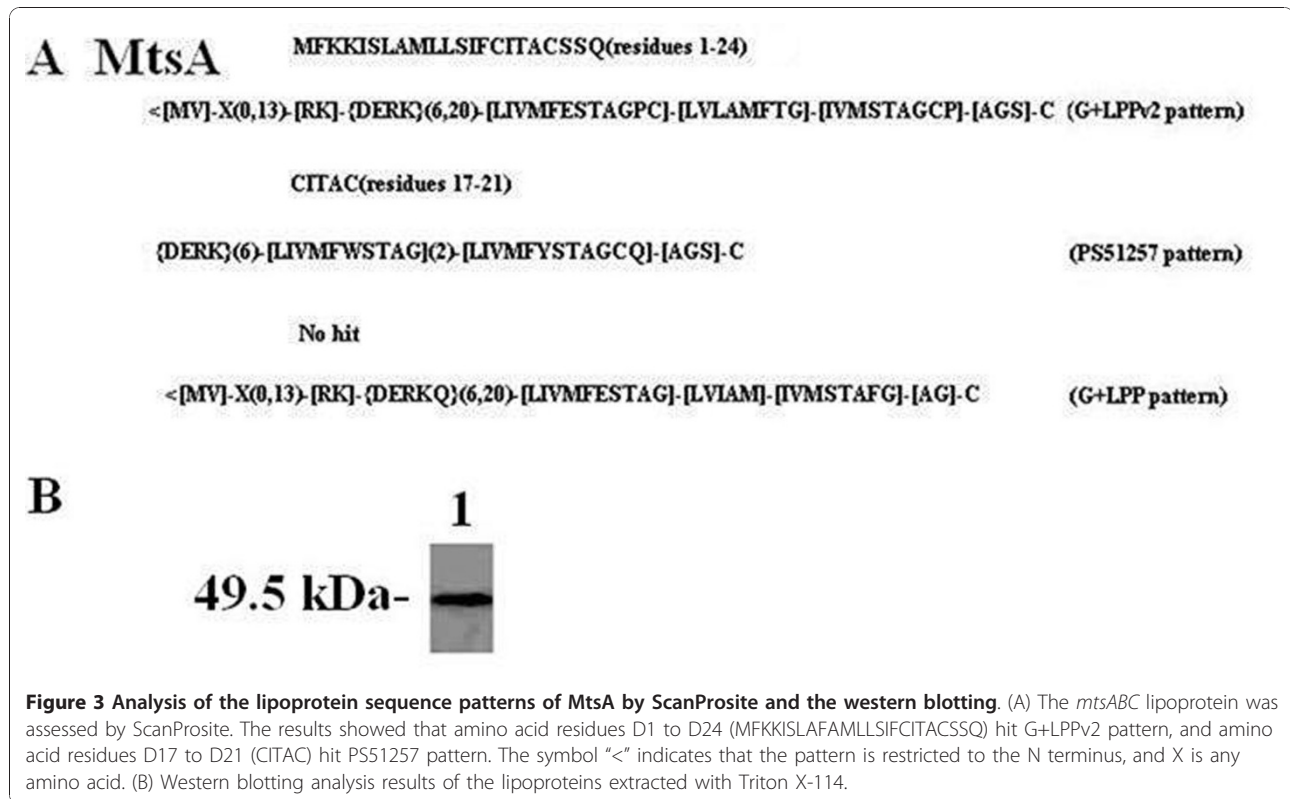 A MtsA MFKKISLAMLLSIFCITACSSQ(residues 1-24)
<[MV]-X(0,13)-[RK]-{DERK}(6,20)-[LIVMFESTAGPC]-[LVLAMFTG]-[IVMSTAGCP]-[AGS]-C (G+LPPv2 pattern)
CITAC(residues 17-21)
{DERK}(6)-[LIVMFWSTAG](2)-[LIVMFYSTAGCQ]-[AGS]-C (PS51257 pattern)
No hit
<[MV]-X(0,13)-[RK]-{DERKQ}(6,20)-[LIVMFESTAG]-[LVIAM]-[IVMSTAFG]-[AG]-C (G+LPP pattern)
B
1
49.5 kDa-
Figure 3 Analysis of the lipoprotein sequence patterns of MtsA by ScanProsite and the western blotting. (A) The mtsABC lipoprotein was
assessed by ScanProsite. The results showed that amino acid residues D1 to D24 (MFKKISLAFAMLLSIFCITACSSQ) hit G+LPPv2 pattern, and amino
acid residues D17 to D21 (CITAC) hit PS51257 pattern. The symbol “<” indicates that the pattern is restricted to the N terminus, and X is any
amino acid. (B) Western blotting analysis results of the lipoproteins extracted with Triton X-114.